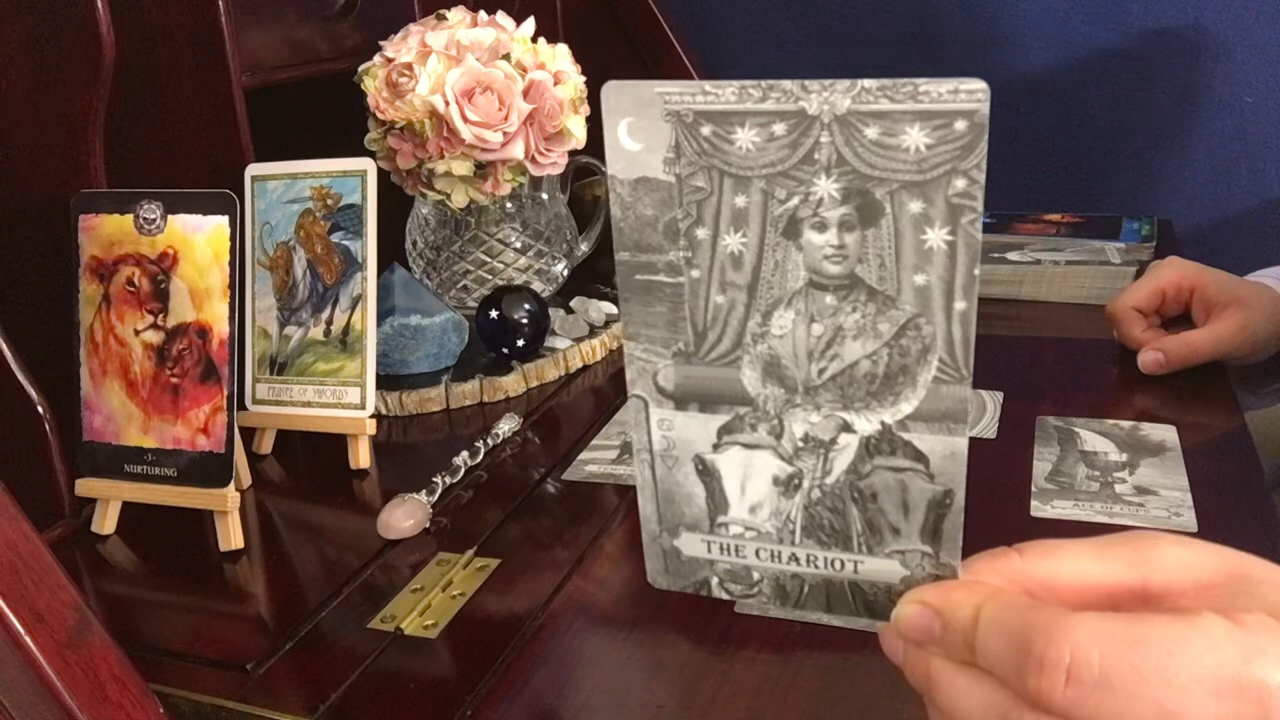 -3-
NURTURING
PRINCE OF SWORDS
THE CHARIOT
ACE OF CUPS